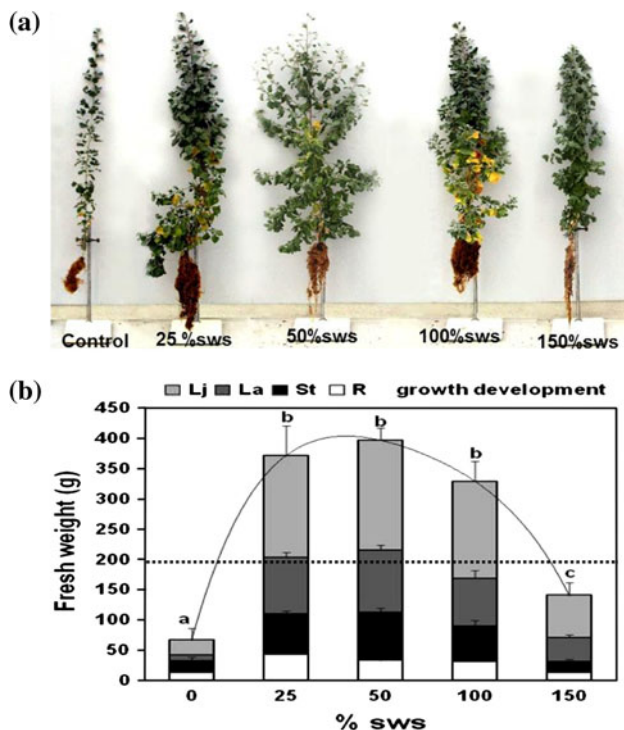 (a)
Control 25 %sws 50%sws 100%sws 150%sws
(b)
Lj La St R growth development
450
400
350
300
250
200
150
100
50
0
Fresh weight (g)
a b b b c
0 25 50 100 150
% sws